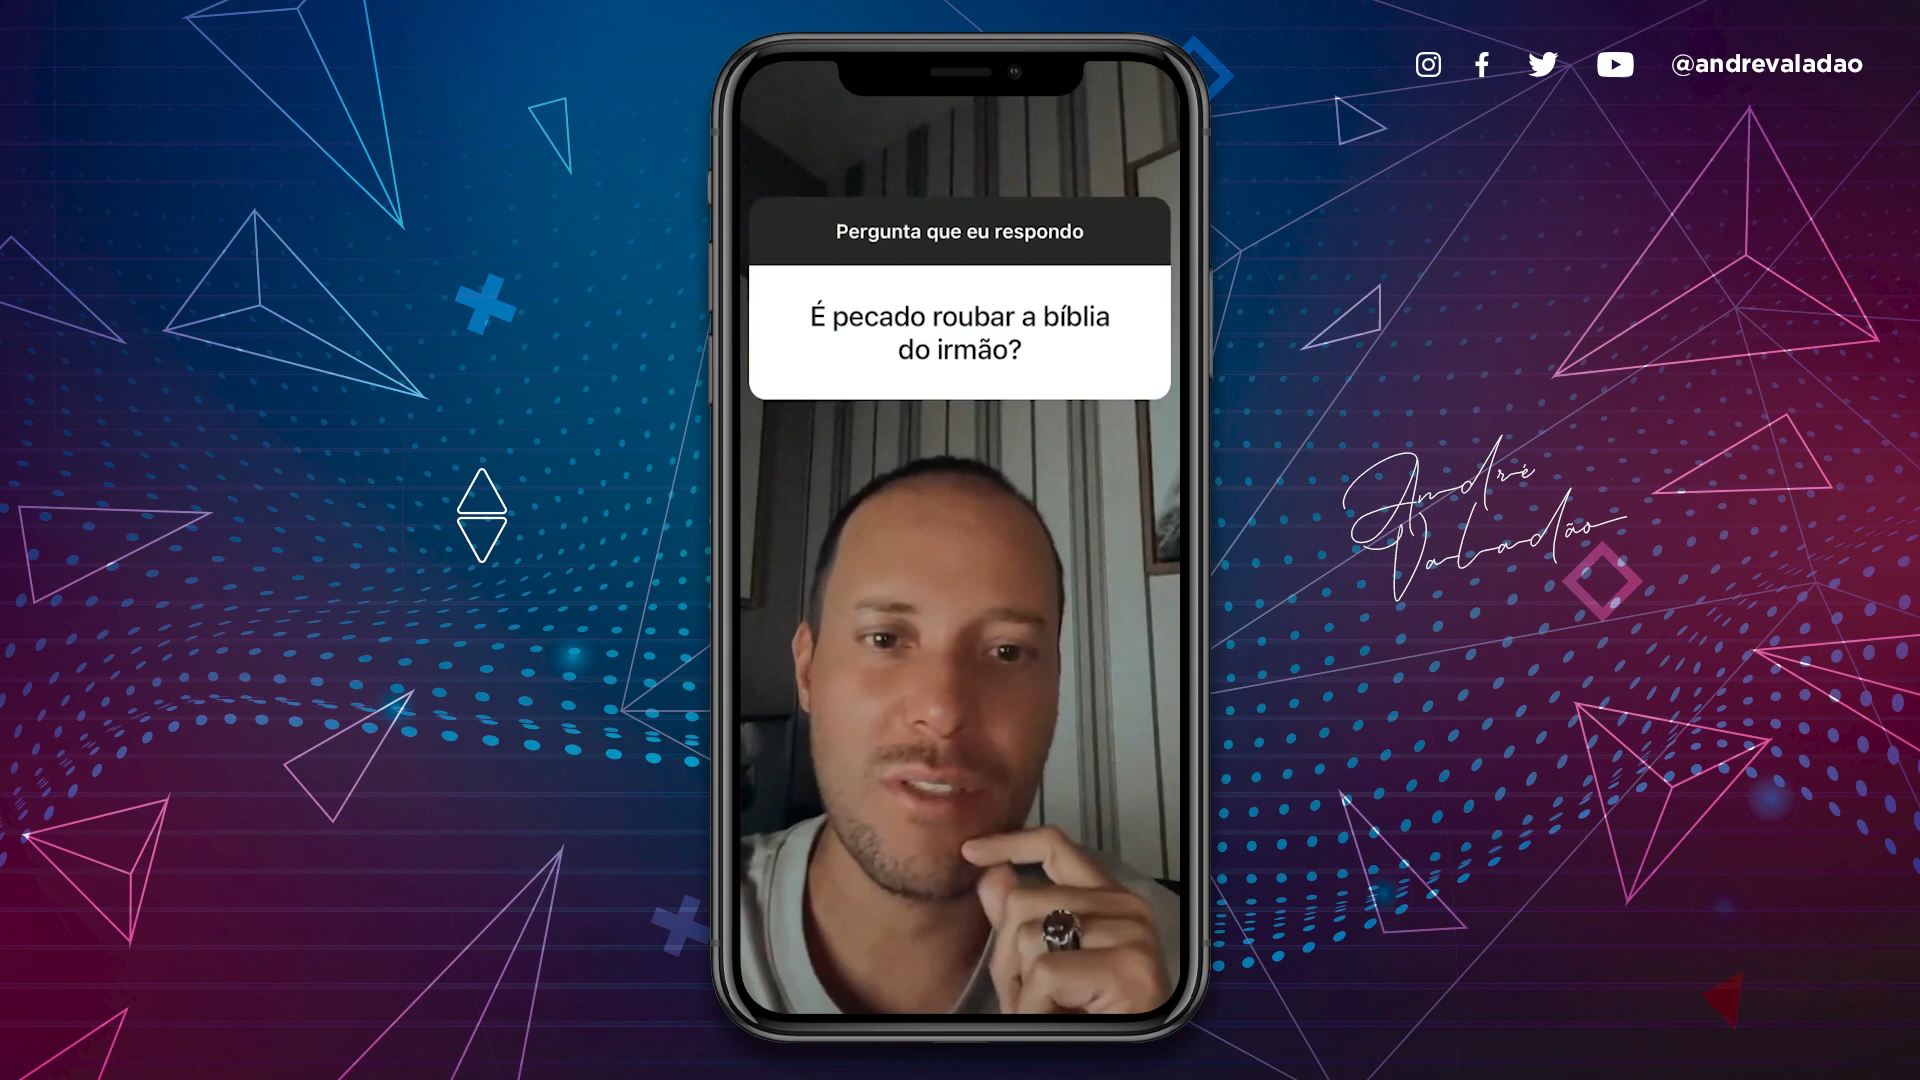 @andrevaladao
Pergunta que eu respondo
É pecado roubar a bíblia
do irmão?
André
Valadão